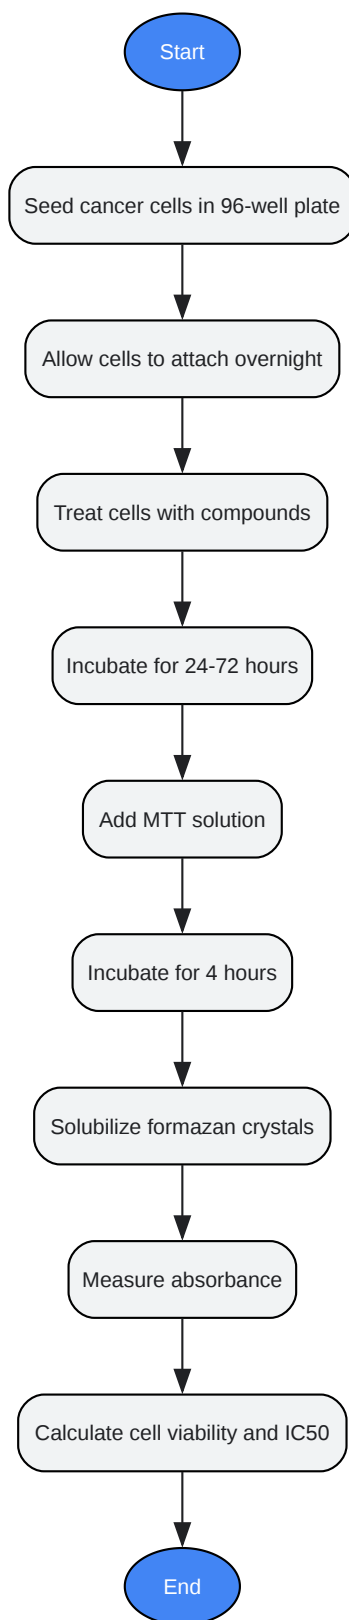 Start
Seed cancer cells in 96-well plate
Allow cells to attach overnight
Treat cells with compounds
Incubate for 24-72 hours
Add MTT solution
Incubate for 4 hours
Solubilize formazan crystals
Measure absorbance
Calculate cell viability and IC50
End